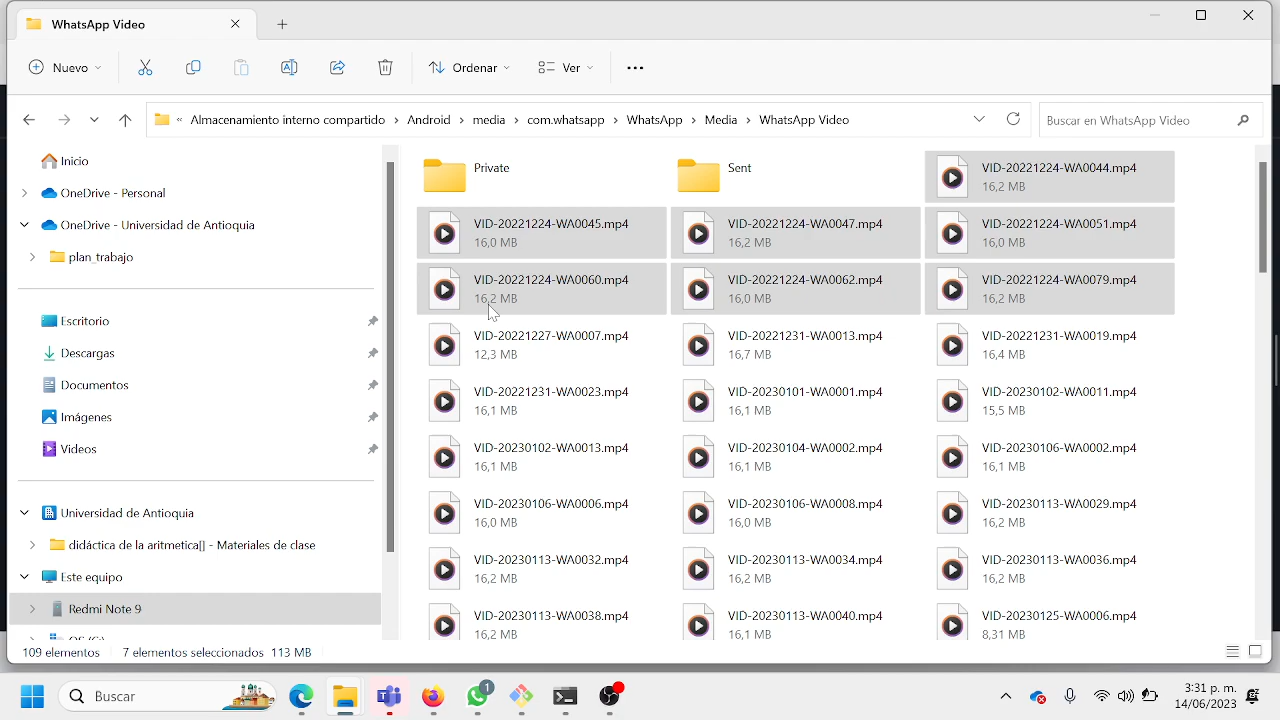 WhatsApp Video
Nuevo
Ordenar
Ver
« Almacenamiento interno compartido > Android > media > com.whatsapp > WhatsApp > Media > WhatsApp Video
Buscar en WhatsApp Video
Inicio
OneDrive - Personal
OneDrive - Universidad de Antioquia
plan_trabajo
Escritorio
Descargas
Documentos
Imágenes
Videos
Universidad de Antioquia
didáctica de la aritmetica[] - Materiales de clase
Este equipo
Redmi Note 9
Private
Sent
VID-20221224-WA0044.mp4
16,2 MB
VID-20221224-WA0045.mp4
16,0 MB
VID-20221224-WA0047.mp4
16,2 MB
VID-20221224-WA0051.mp4
16,0 MB
VID-20221224-WA0060.mp4
16,2 MB
VID-20221224-WA0062.mp4
16,0 MB
VID-20221224-WA0079.mp4
16,2 MB
VID-20221227-WA0007.mp4
12,3 MB
VID-20221231-WA0013.mp4
16,7 MB
VID-20221231-WA0019.mp4
16,4 MB
VID-20221231-WA0023.mp4
16,1 MB
VID-20230101-WA0001.mp4
16,1 MB
VID-20230102-WA0011.mp4
15,5 MB
VID-20230102-WA0013.mp4
16,1 MB
VID-20230104-WA0002.mp4
16,1 MB
VID-20230106-WA0002.mp4
16,1 MB
VID-20230106-WA0006.mp4
16,0 MB
VID-20230106-WA0008.mp4
16,0 MB
VID-20230113-WA0029.mp4
16,2 MB
VID-20230113-WA0032.mp4
16,2 MB
VID-20230113-WA0034.mp4
16,2 MB
VID-20230113-WA0036.mp4
16,2 MB
VID-20230113-WA0038.mp4
16,2 MB
VID-20230113-WA0040.mp4
16,1 MB
VID-20230125-WA0006.mp4
8,31 MB
109 elementos
7 elementos seleccionados 113 MB
Buscar
1
3:31 p. m.
14/06/2023